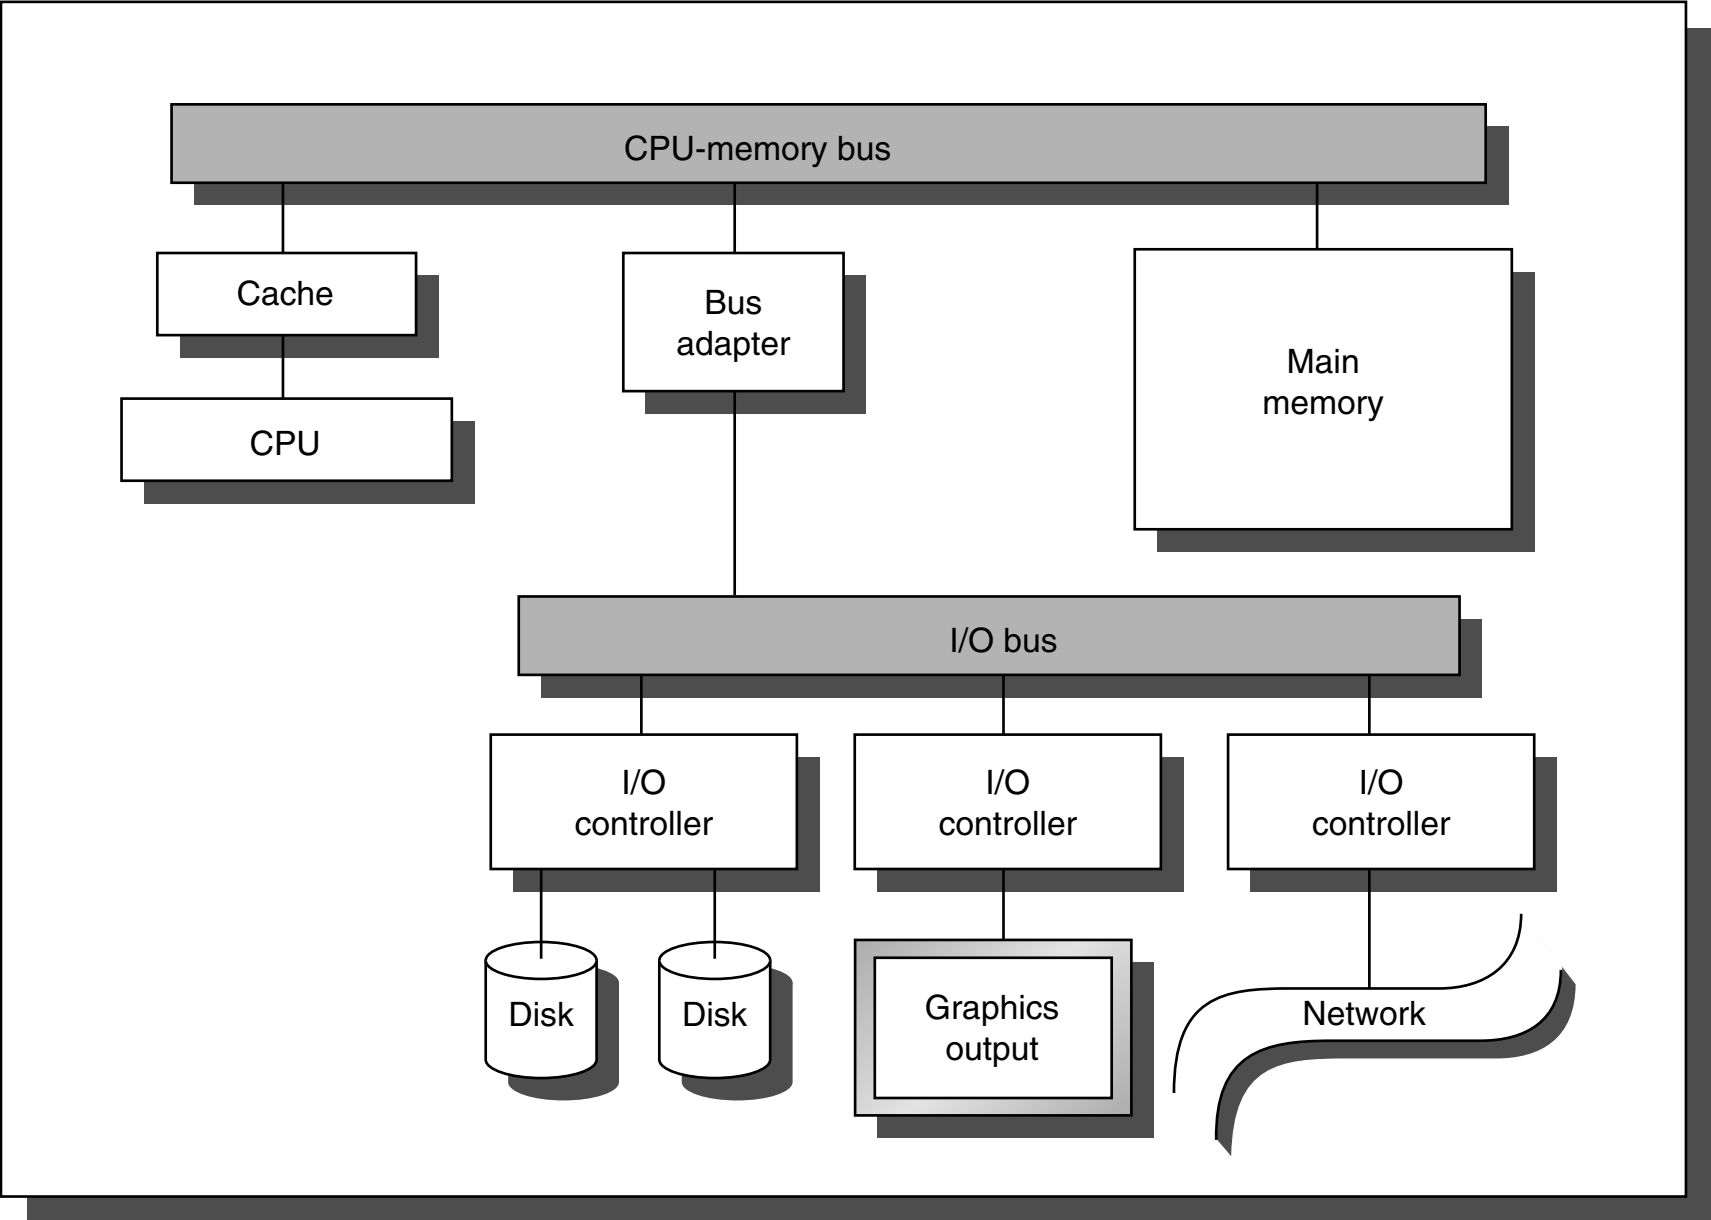 CPU-memory bus
Cache
Bus
adapter
Main
memory
CPU
I/O bus
I/O
controller
I/O
controller
I/O
controller
Disk
Disk
Graphics
output
Network